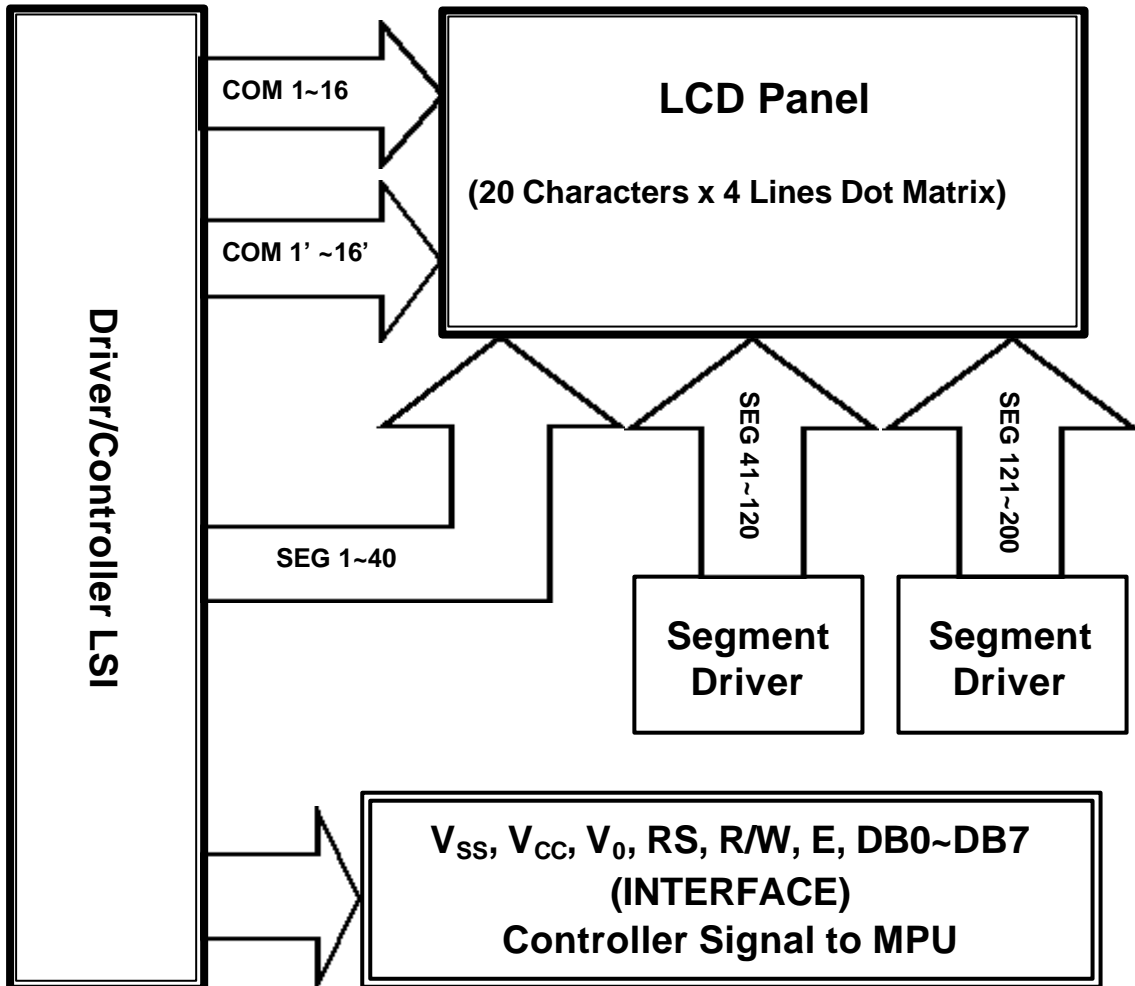 COM 1~16
LCD Panel
(20 Characters x 4 Lines Dot Matrix)
COM 1’ ~16’
Driver/Controller LSI
SEG 41~120
SEG 121~200
SEG 1~40
Segment
Driver
Segment
Driver
VSS, VCC, V0, RS, R/W, E, DB0~DB7
(INTERFACE)
Controller Signal to MPU